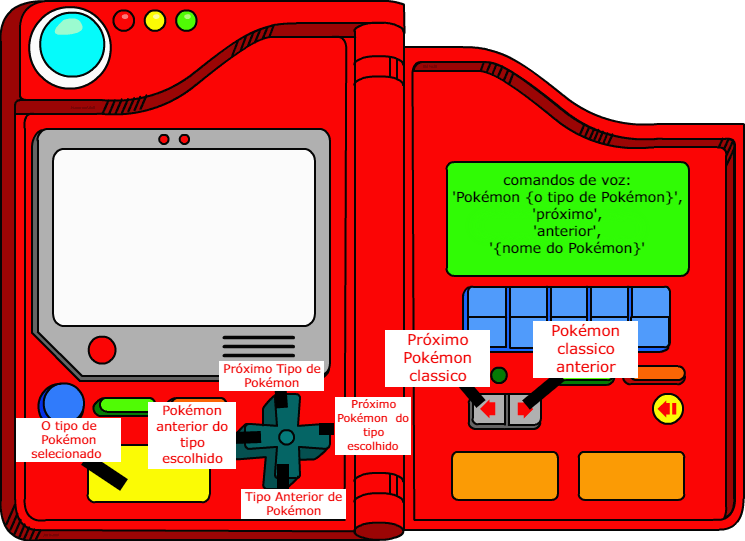 comandos de voz:
'Pokémon {o tipo de Pokémon}',
'próximo',
'anterior',
'{nome do Pokémon}'
Próximo
Pokémon
classico
Pokémon
classico
anterior
Próximo Tipo de
Pokémon
Pokémon
anterior do
tipo
escolhido
Próximo
Pokémon do
tipo
escolhido
O tipo de
Pokémon
selecionado
Tipo Anterior de
Pokémon